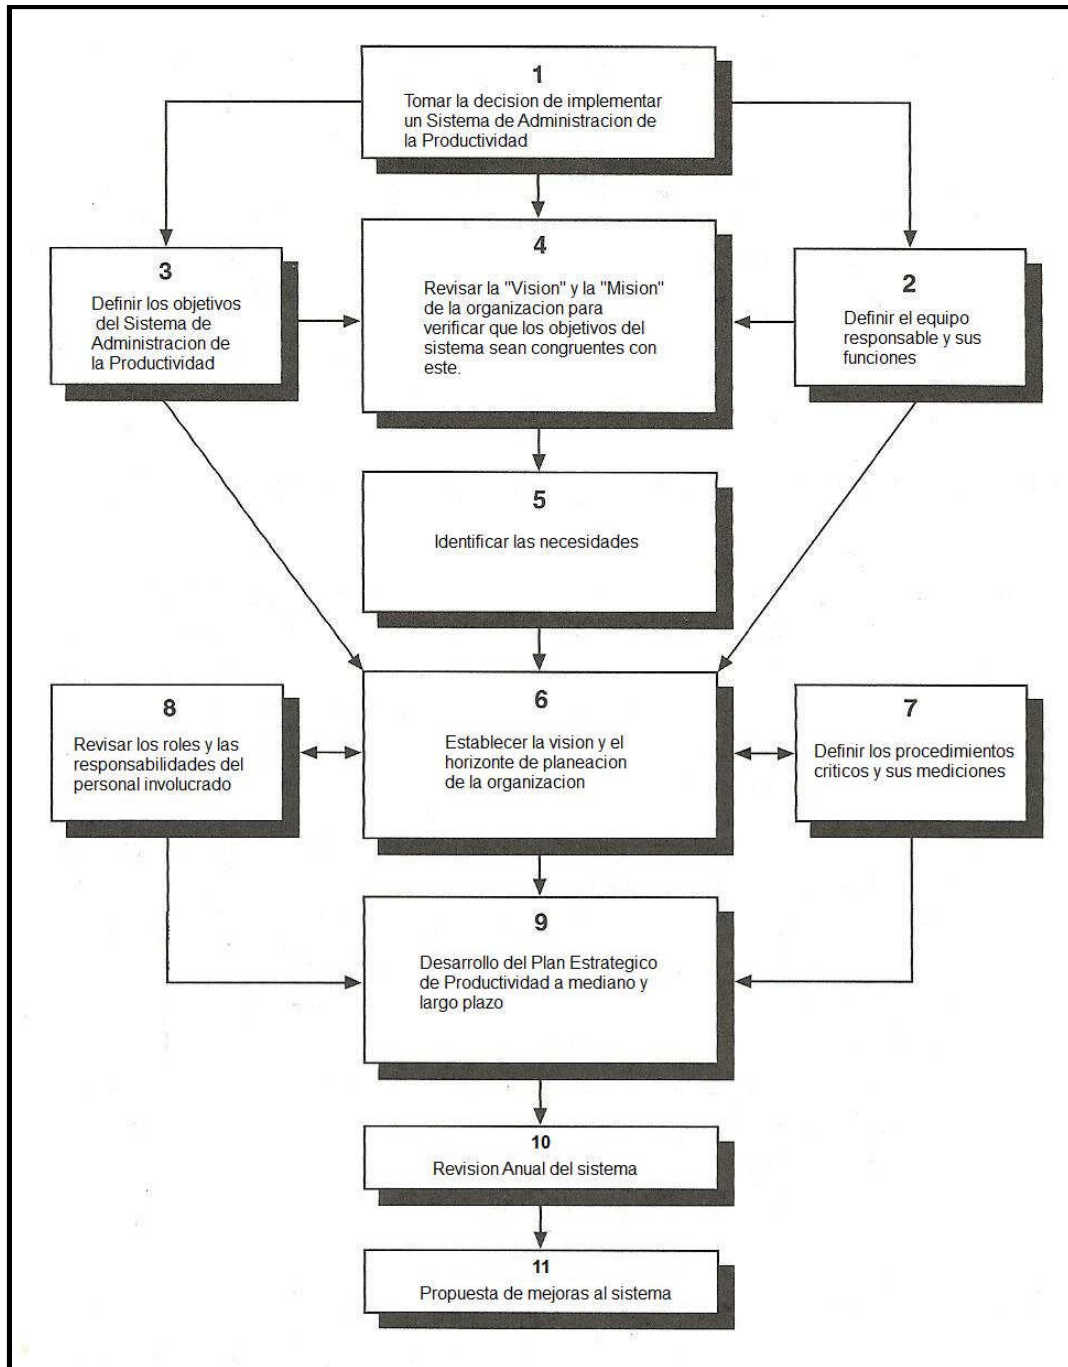 1
Tomar la decision de implementar
un Sistema de Administracion de
la Productividad
3
Definir los objetivos
del Sistema de
Administracion de
la Productividad
4
Revisar la "Vision" y la "Mision"
de la organizacion para
verificar que los objetivos del
sistema sean congruentes con
este.
2
Definir el equipo
responsable y sus
funciones
5
Identificar las necesidades
8
Revisar los roles y las
responsabilidades del
personal involucrado
6
Establecer la vision y el
horizonte de planeacion
de la organizacion
7
Definir los procedimientos
criticos y sus mediciones
9
Desarrollo del Plan Estrategico
de Productividad a mediano y
largo plazo
10
Revision Anual del sistema
11
Propuesta de mejoras al sistema